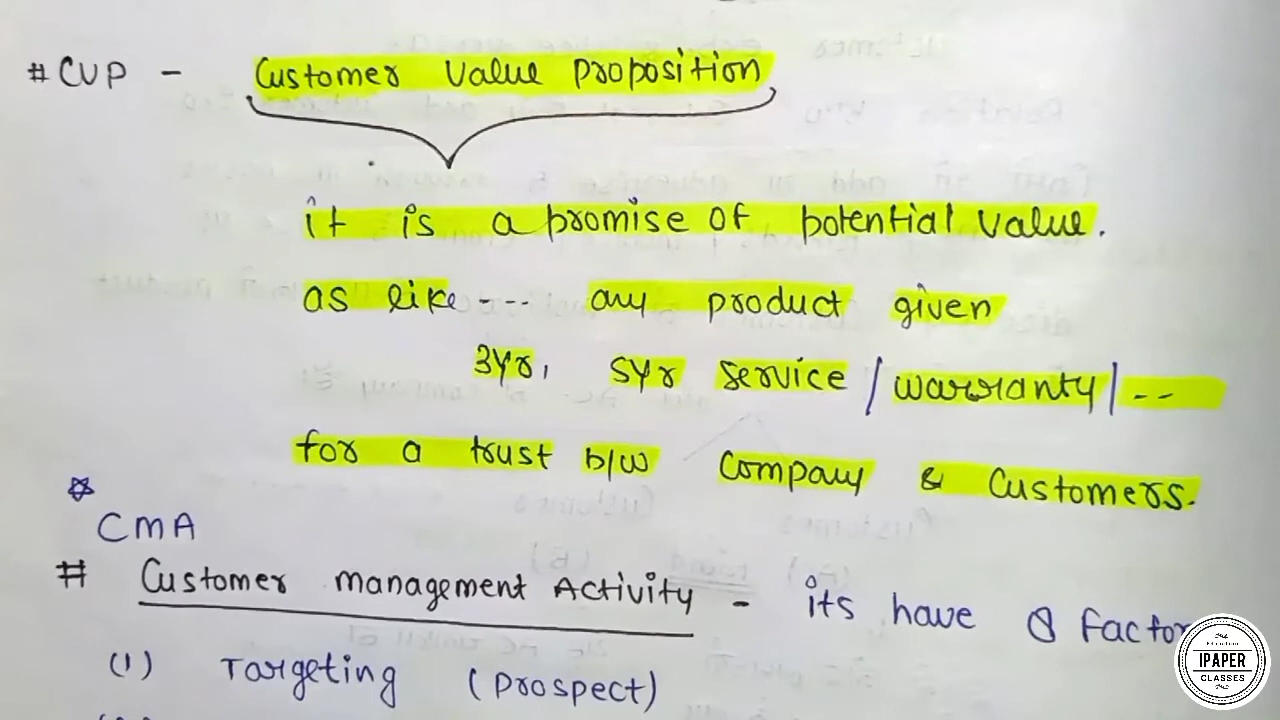 # CVP - Customer Value proposition
it is a promise of potential value.
as like --- any product given
3yr, 5yr service / warranty / --
for a trust b/w Company & Customers.
CMA
# Customer management Activity - its have 8 factor
(1) Targeting (prospect)
IPAPER
CLASSES